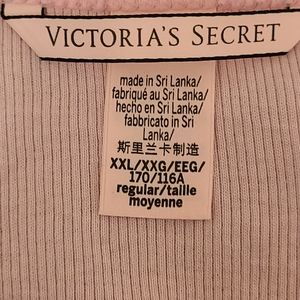 VICTORIA'S SECRET
made in Sri Lanka/
fabriqué au Sri Lanka/
hecho en Sri Lanka/
fabbricato in Sri
Lanka/
斯里兰卡制造
XXL/XXG/EEG/
170/116A
regular/taille
moyenne